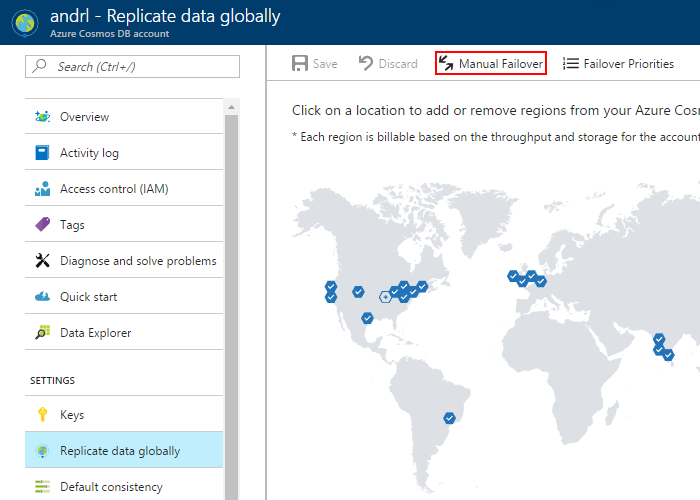 andrl - Replicate data globally
Azure Cosmos DB account
Search (Ctrl+/)
Save
Discard
Manual Failover
Failover Priorities
Click on a location to add or remove regions from your Azure Cosm
* Each region is billable based on the throughput and storage for the account
Overview
Activity log
Access control (IAM)
Tags
Diagnose and solve problems
Quick start
Data Explorer
SETTINGS
Keys
Replicate data globally
Default consistency